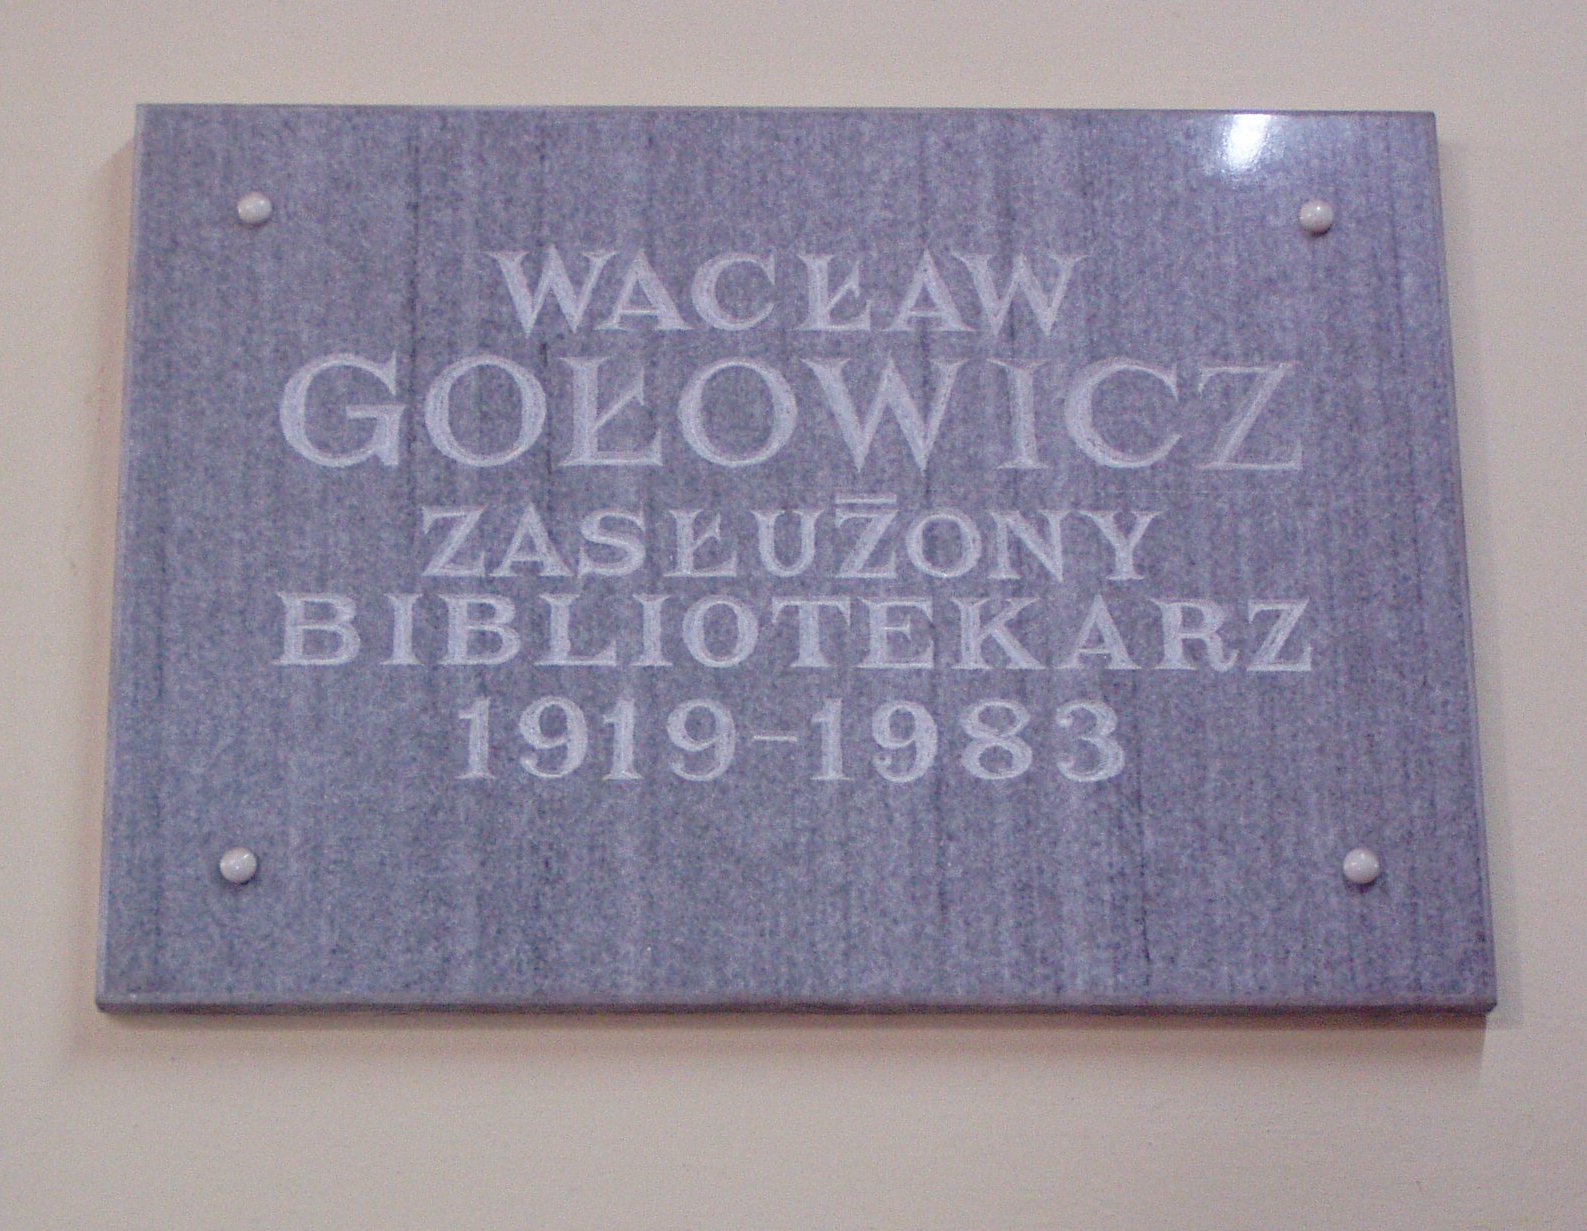 WACŁAW
GOŁOWICZ
ZASŁUŻONY
BIBLIOTEKARZ
1919-1983